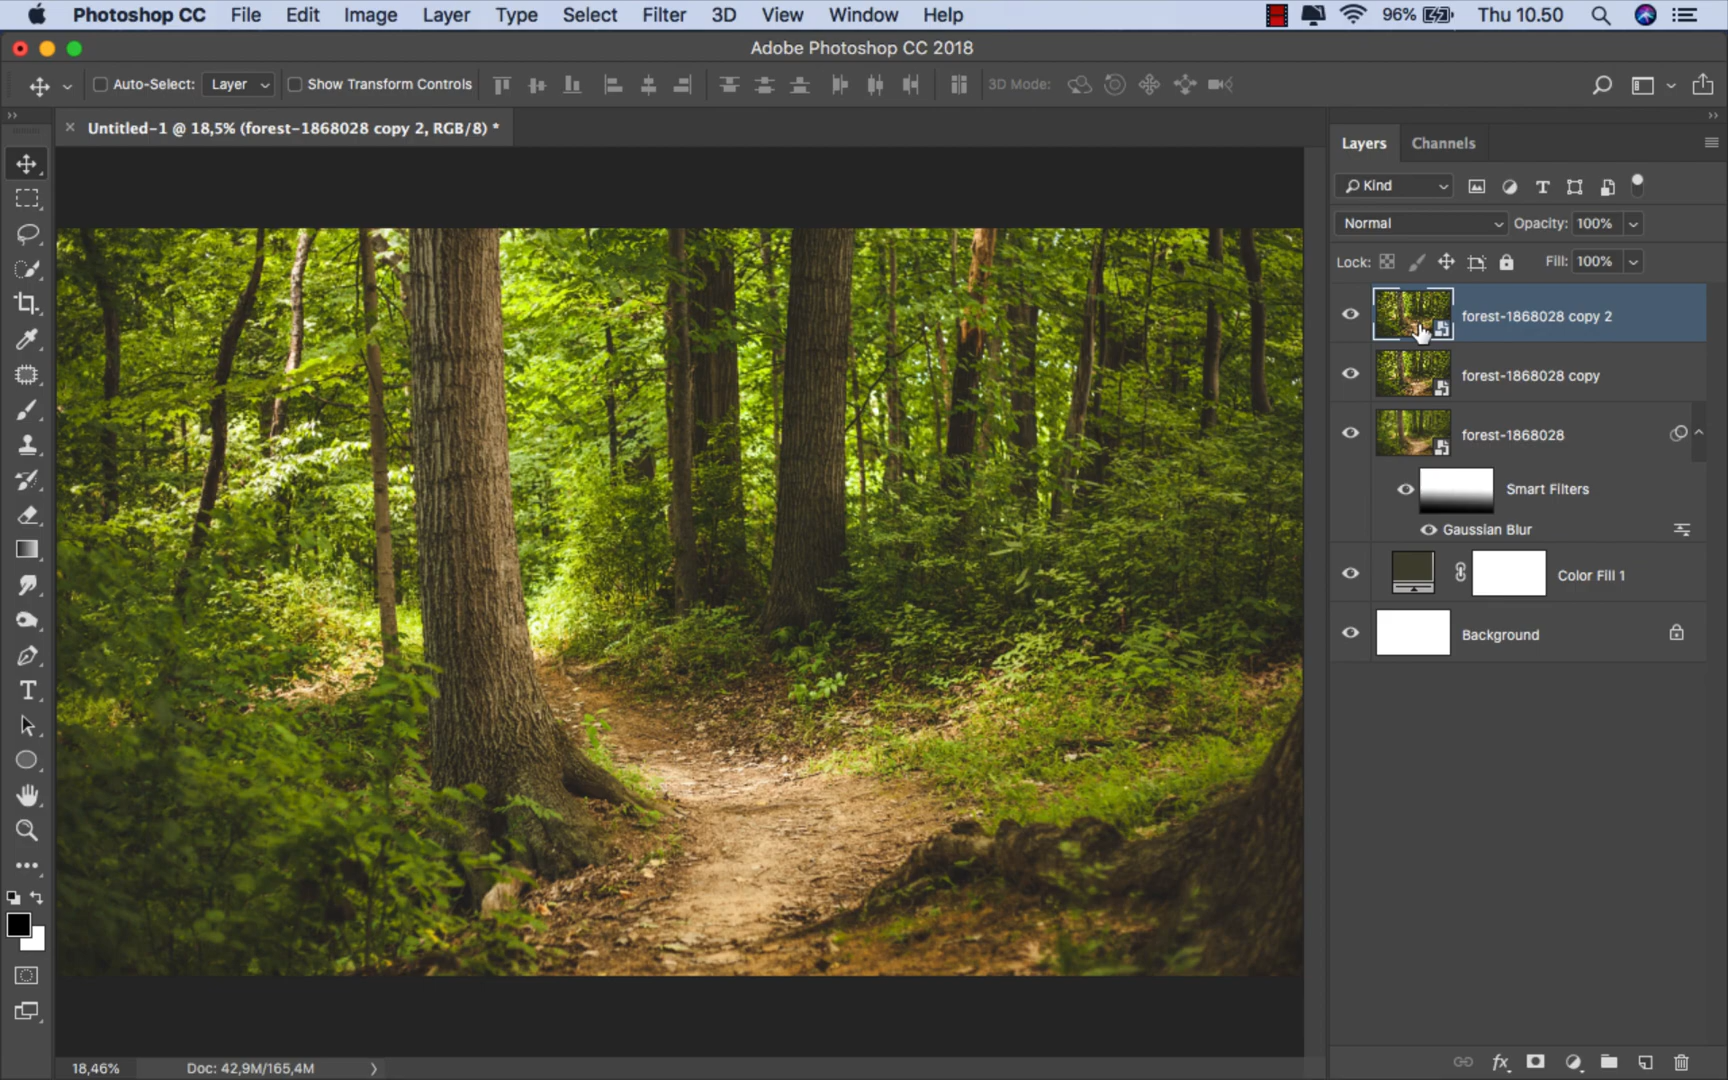 Photoshop CC File Edit Image Layer Type Select Filter 3D View Window Help 96% Thu 10.50
Adobe Photoshop CC 2018
Auto-Select: Layer Show Transform Controls 3D Mode:
Untitled-1 @ 18,5% (forest-1868028 copy 2, RGB/8) *
Layers Channels
Kind
Normal Opacity: 100%
Lock: Fill: 100%
forest-1868028 copy 2
forest-1868028 copy
forest-1868028
Smart Filters
Gaussian Blur
Color Fill 1
Background
18,46% Doc: 42,9M/165,4M